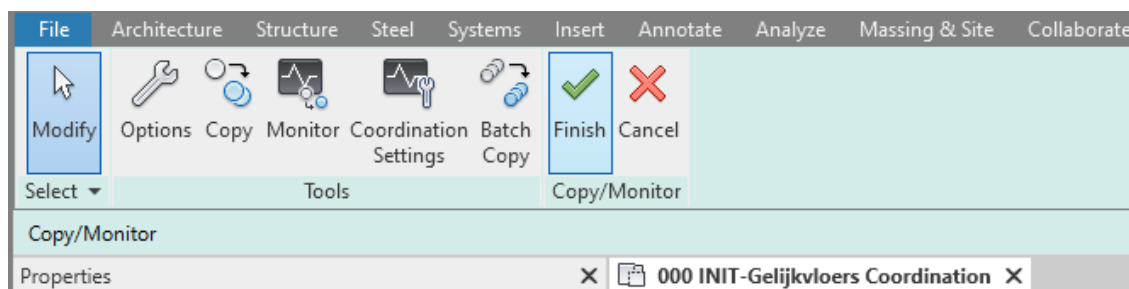 File Architecture Structure Steel Systems Insert Annotate Analyze Massing & Site Collaborate
Modify Options Copy Monitor Coordination Settings Batch Copy Finish Cancel
Select Tools Copy/Monitor
Copy/Monitor
Properties 000 INIT-Gelijkvloers Coordination